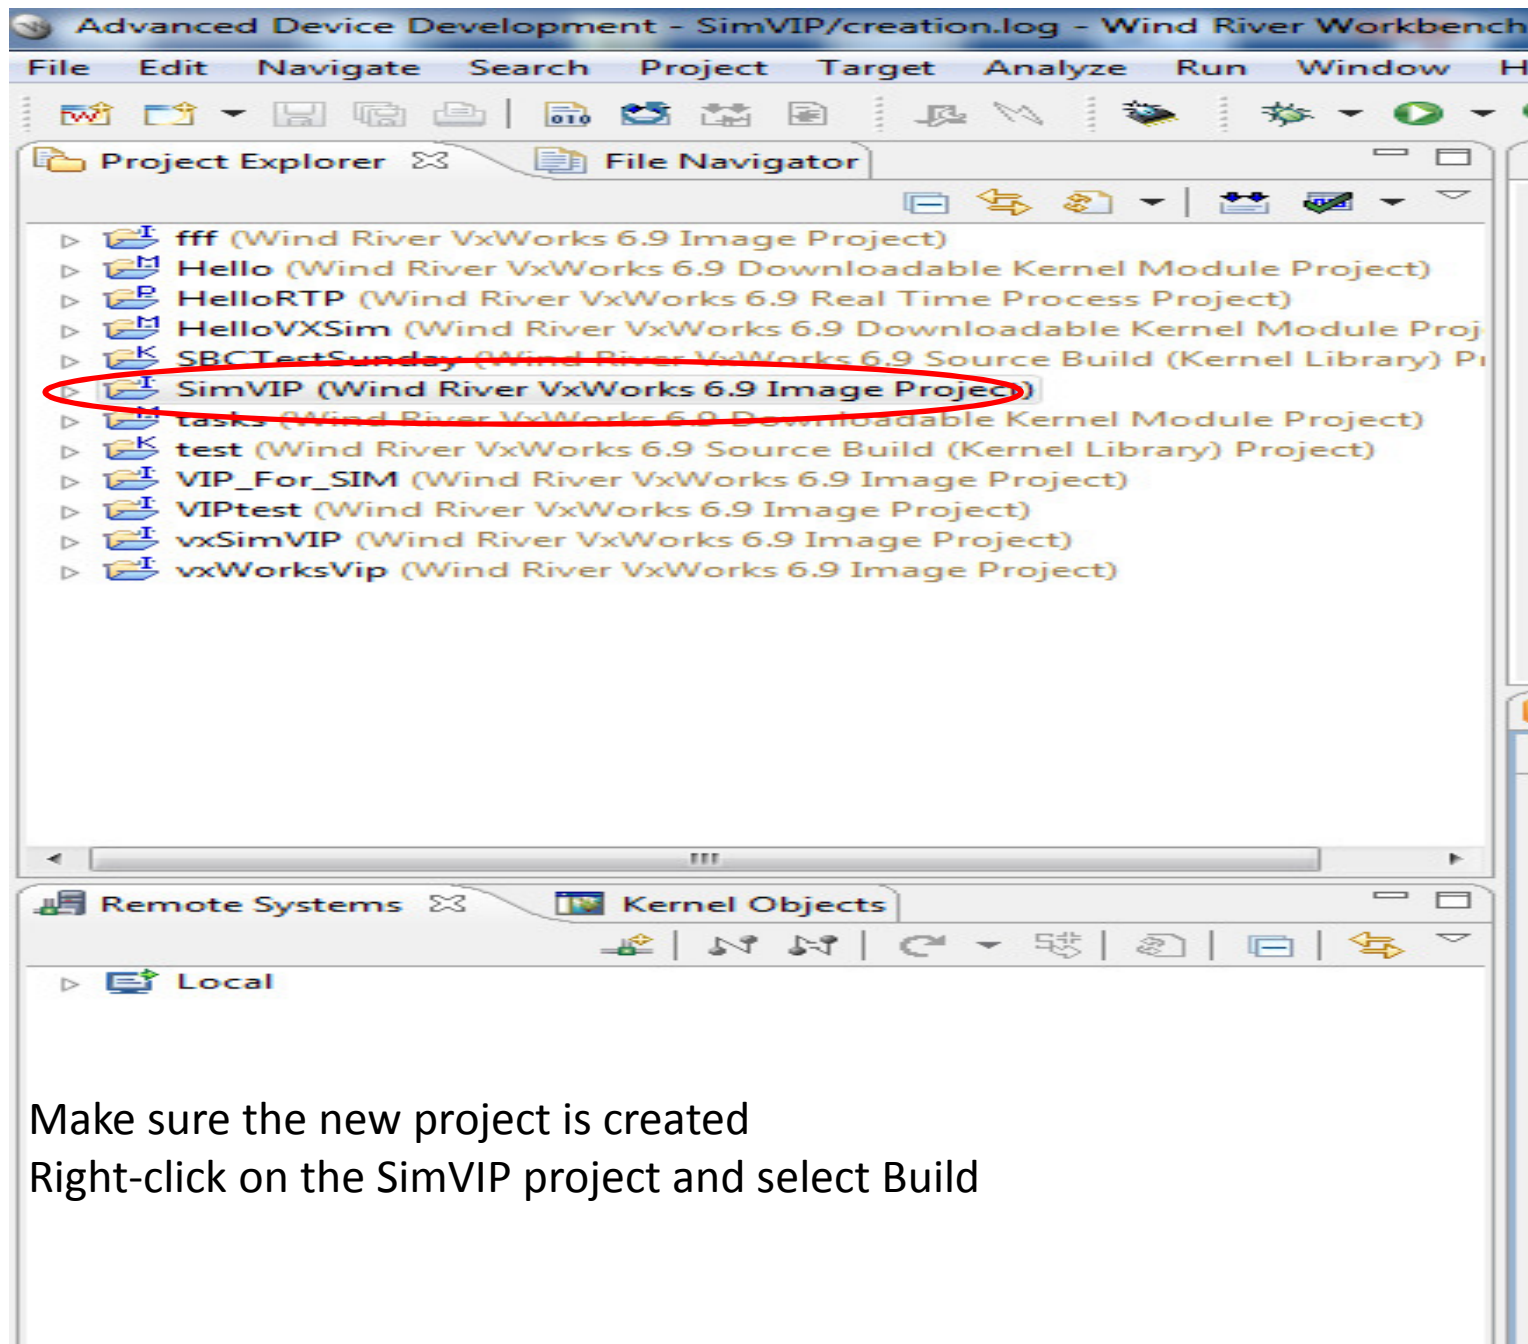 Advanced Device Development - SimVIP/creation.log - Wind River Workbench
File Edit Navigate Search Project Target Analyze Run Window H
Project Explorer File Navigator
fff (Wind River VxWorks 6.9 Image Project)
Hello (Wind River VxWorks 6.9 Downloadable Kernel Module Project)
HelloRTP (Wind River VxWorks 6.9 Real Time Process Project)
HelloVXSim (Wind River VxWorks 6.9 Downloadable Kernel Module Proj
SBCTestSunday (Wind River VxWorks 6.9 Source Build (Kernel Library) Pr
SimVIP (Wind River VxWorks 6.9 Image Project)
tasks (Wind River VxWorks 6.9 Downloadable Kernel Module Project)
test (Wind River VxWorks 6.9 Source Build (Kernel Library) Project)
VIP_For_SIM (Wind River VxWorks 6.9 Image Project)
VIPtest (Wind River VxWorks 6.9 Image Project)
vxSimVIP (Wind River VxWorks 6.9 Image Project)
vxWorksVip (Wind River VxWorks 6.9 Image Project)
Remote Systems Kernel Objects
Local
Make sure the new project is created
Right-click on the SimVIP project and select Build